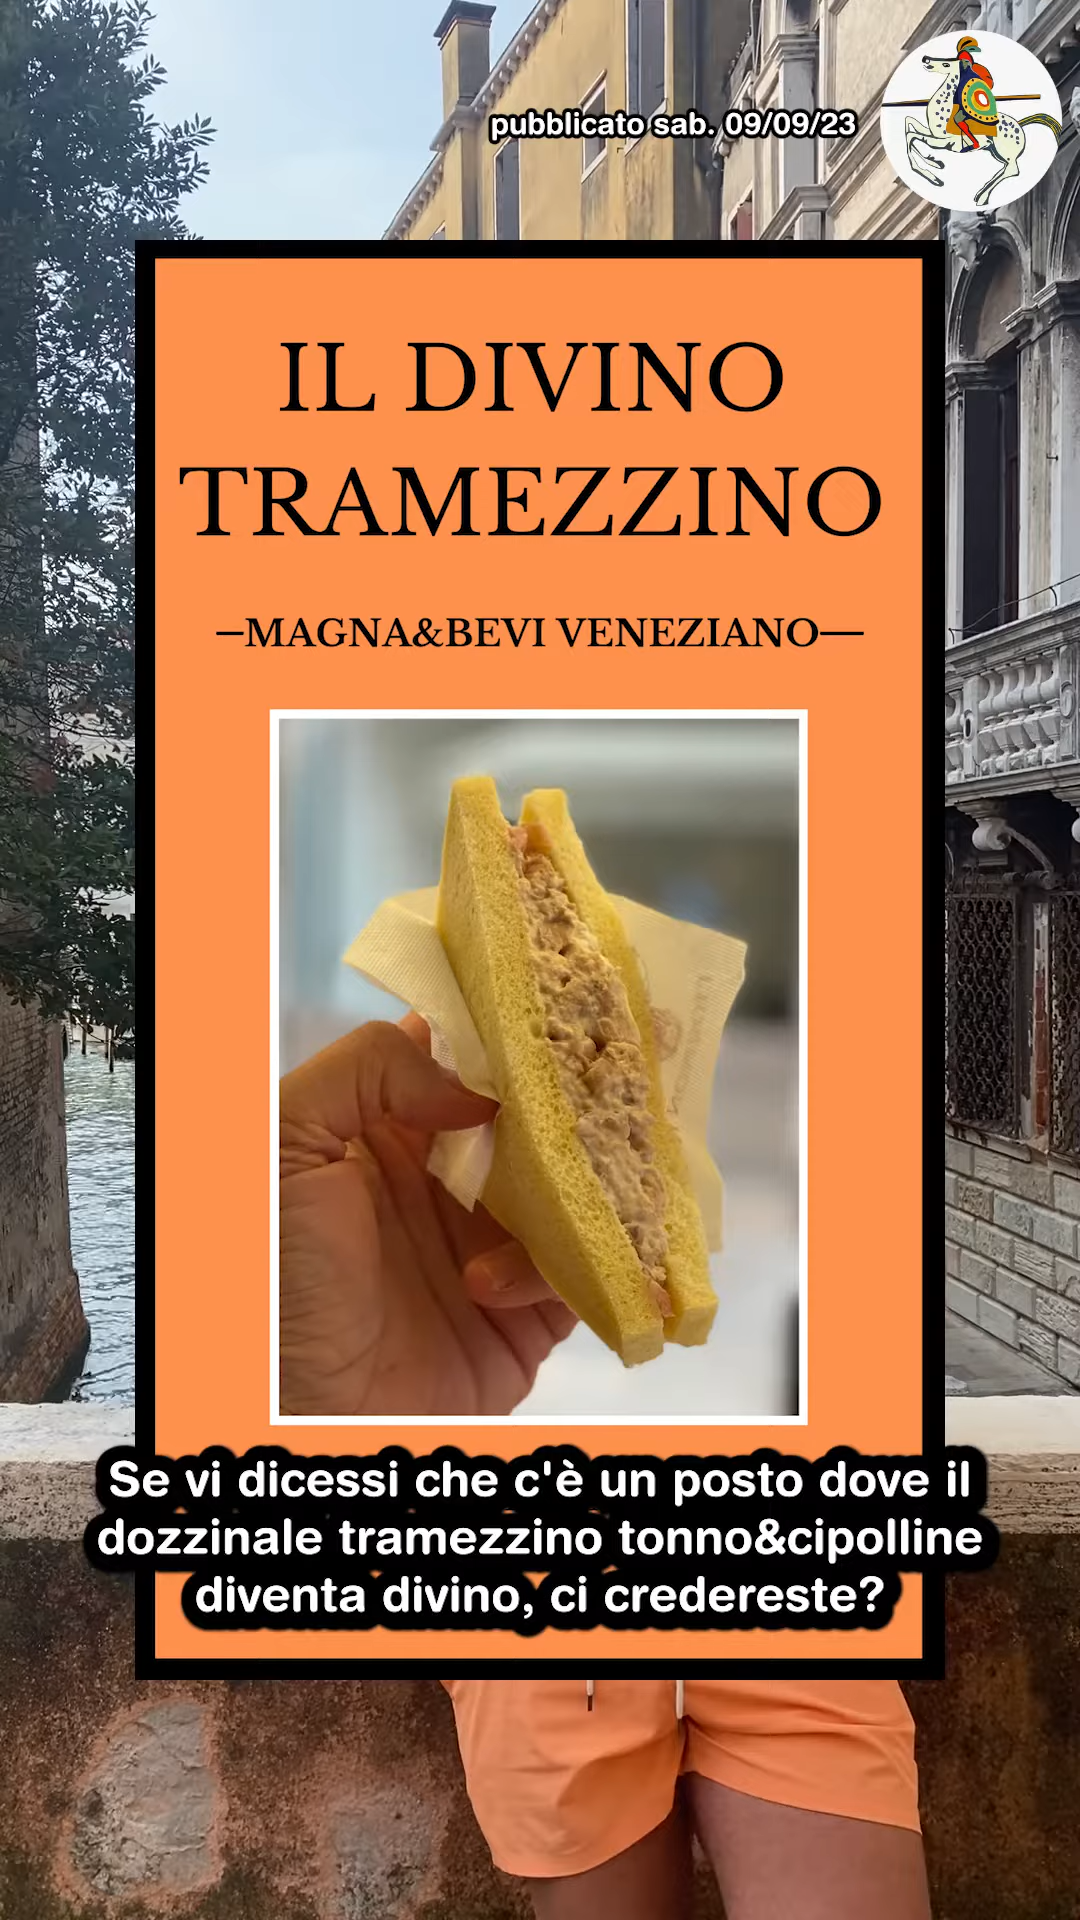 pubblicato sab. 09/09/23
IL DIVINO
TRAMEZZINO
—MAGNA&BEVI VENEZIANO—
Se vi dicessi che c'è un posto dove il
dozzinale tramezzino tonno&cipolline
diventa divino, ci credereste?